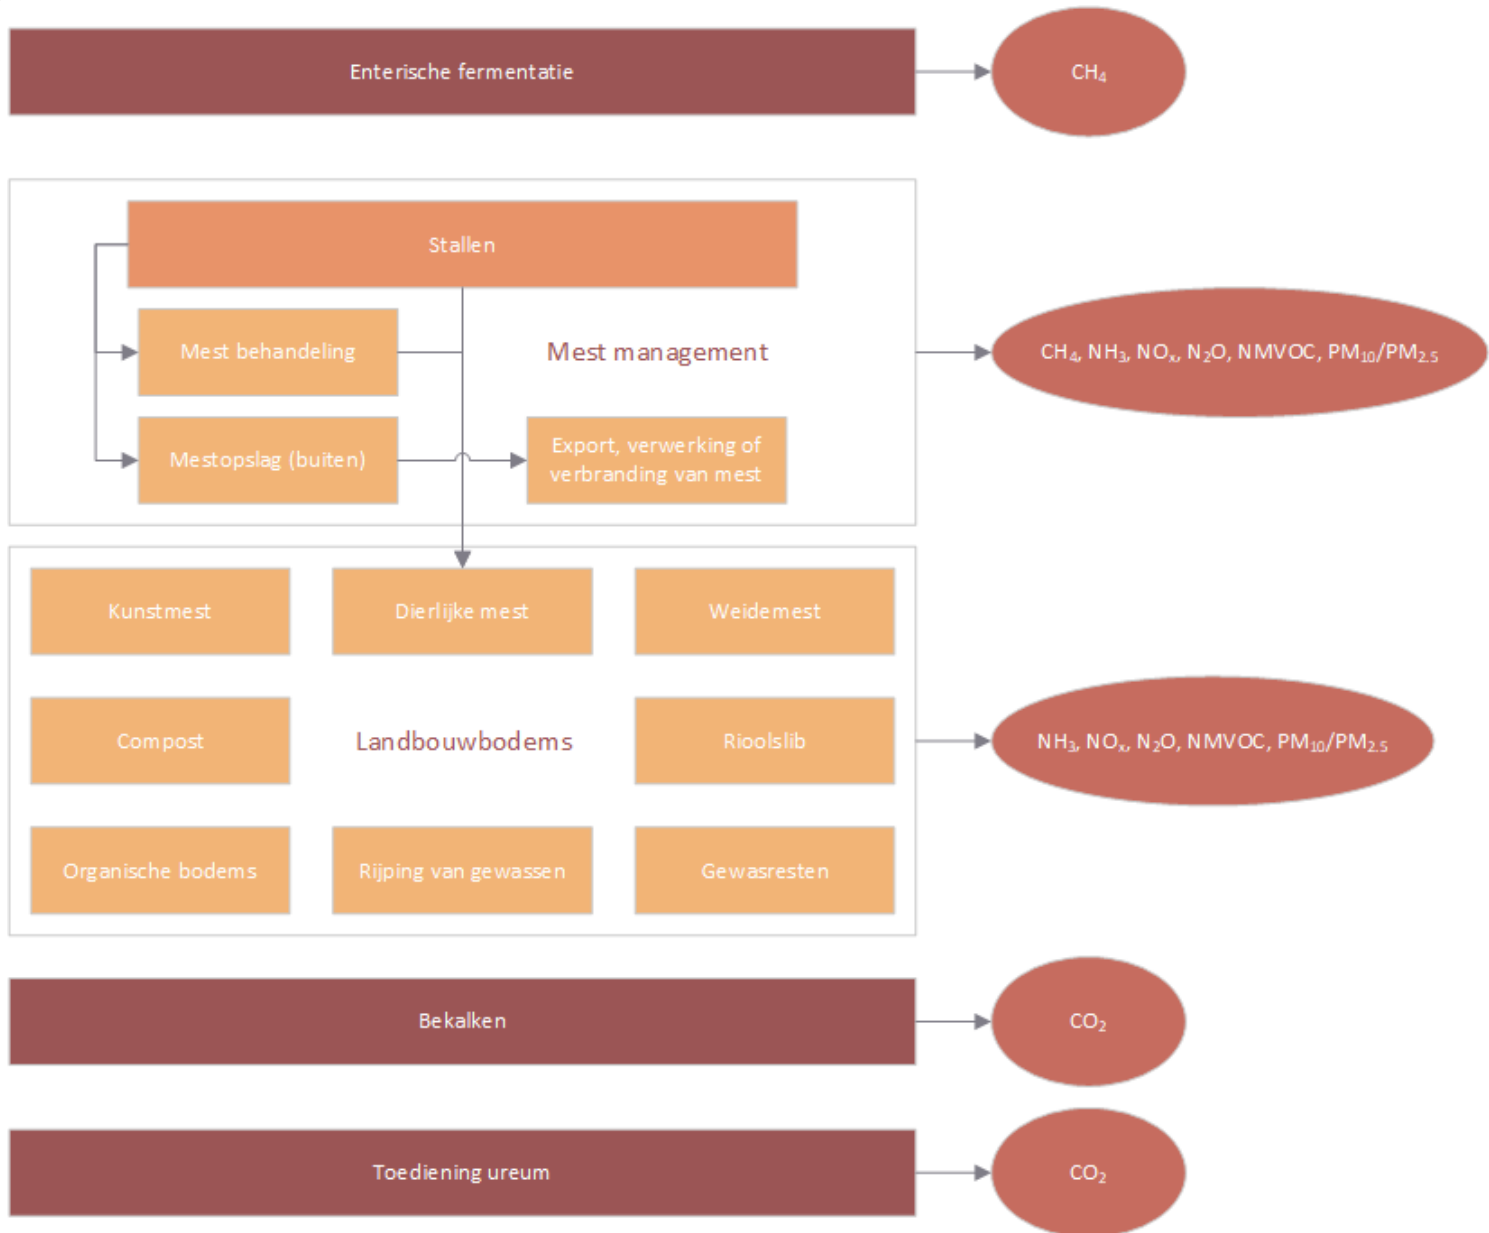 Enterische fermentatie
CH₄
Stallen
Mest behandeling
Mest management
CH₄, NH₃, NOₓ, N₂O, NMVOC, PM₁₀/PM₂.₅
Mestopslag (buiten)
Export, verwerking of
verbranding van mest
Kunstmest
Dierlijke mest
Weidemest
Compost
Landbouwbodems
Rioolslib
NH₃, NOₓ, N₂O, NMVOC, PM₁₀/PM₂.₅
Organische bodems
Rijping van gewassen
Gewasresten
Bekalken
CO₂
Toediening ureum
CO₂